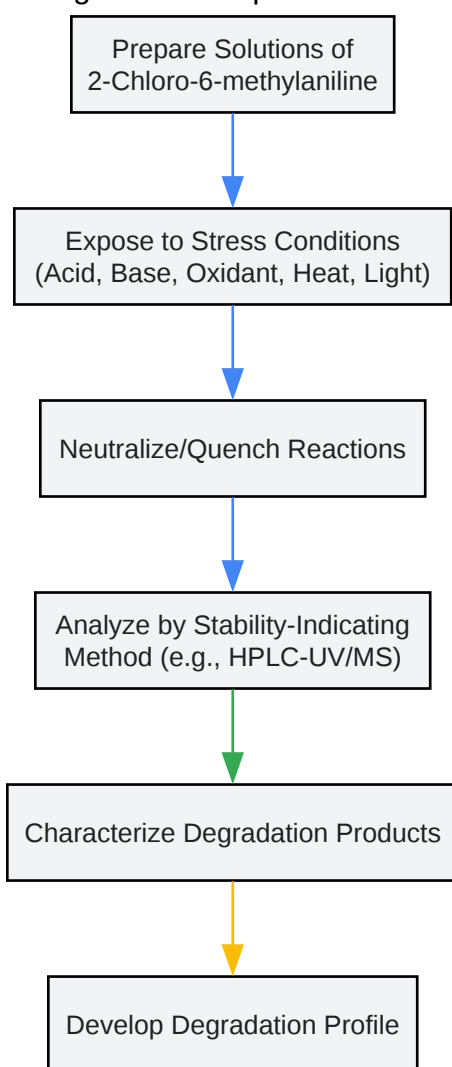 Prepare Solutions of
2-Chloro-6-methylaniline
Expose to Stress Conditions
(Acid, Base, Oxidant, Heat, Light)
Neutralize/Quench Reactions
Analyze by Stability-Indicating
Method (e.g., HPLC-UV/MS)
Characterize Degradation Products
Develop Degradation Profile